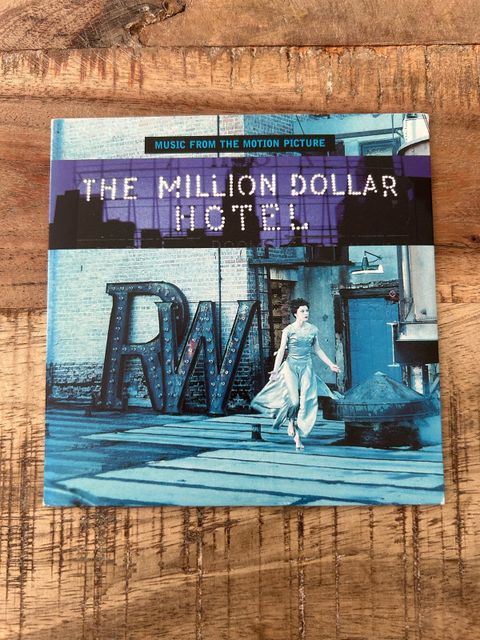 MUSIC FROM THE MOTION PICTURE
THE MILLION DOLLAR
HOTEL
RW